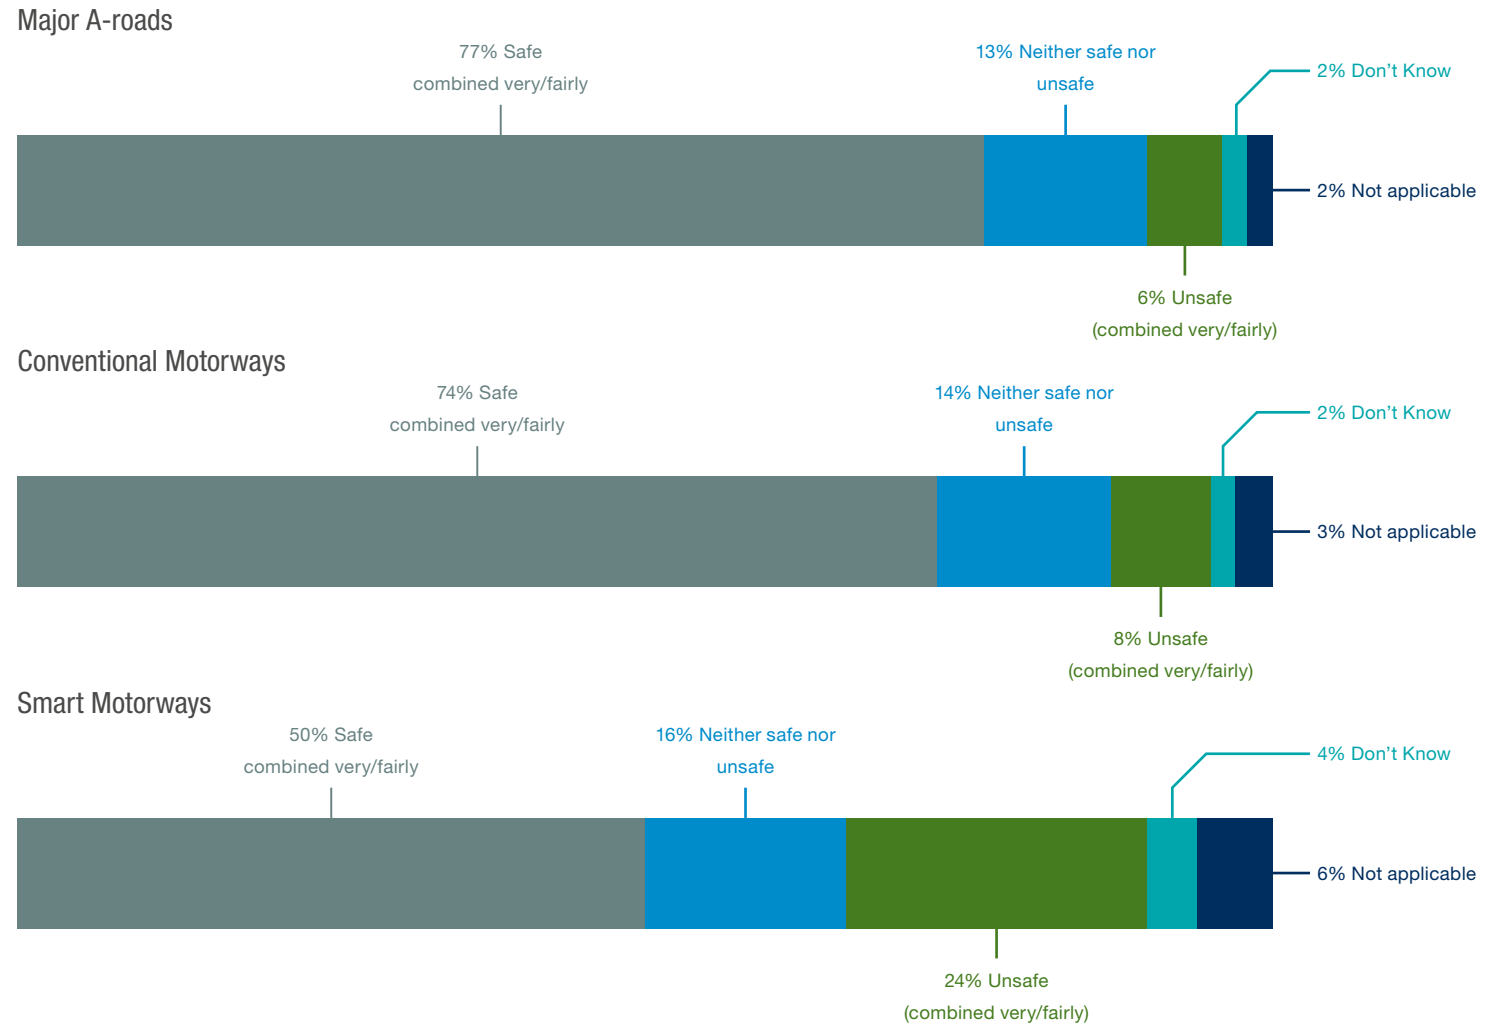 Major A-roads
77% Safe
combined very/fairly
13% Neither safe nor
unsafe
2% Don't Know
2% Not applicable
6% Unsafe
(combined very/fairly)
Conventional Motorways
74% Safe
combined very/fairly
14% Neither safe nor
unsafe
2% Don't Know
3% Not applicable
8% Unsafe
(combined very/fairly)
Smart Motorways
50% Safe
combined very/fairly
16% Neither safe nor
unsafe
4% Don't Know
6% Not applicable
24% Unsafe
(combined very/fairly)